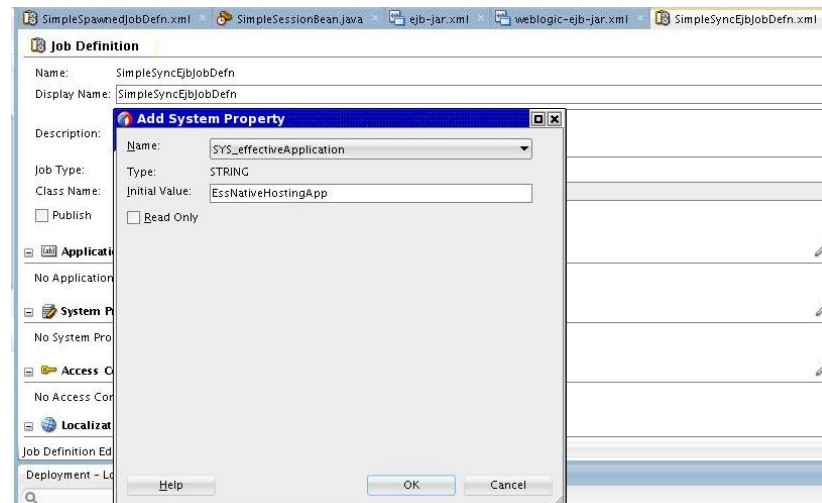 SimpleSpawnedJobDefn.xml SimpleSessionBean.java ejb-jar.xml weblogic-ejb-jar.xml SimpleSyncEjbJobDefn.xml
Job Definition
Name: SimpleSyncEjbJobDefn
Display Name: SimpleSyncEjbJobDefn
Add System Property
Description:
Name: SYS_effectiveApplication
Job Type:
Type: STRING
Class Name:
Initial Value: EssNativeHostingApp
Publish
Read Only
Applicati
No Application
System P
No System Pro
Access C
No Access Con
Localizat
Job Definition Ed
Deployment - Lo
Help OK Cancel